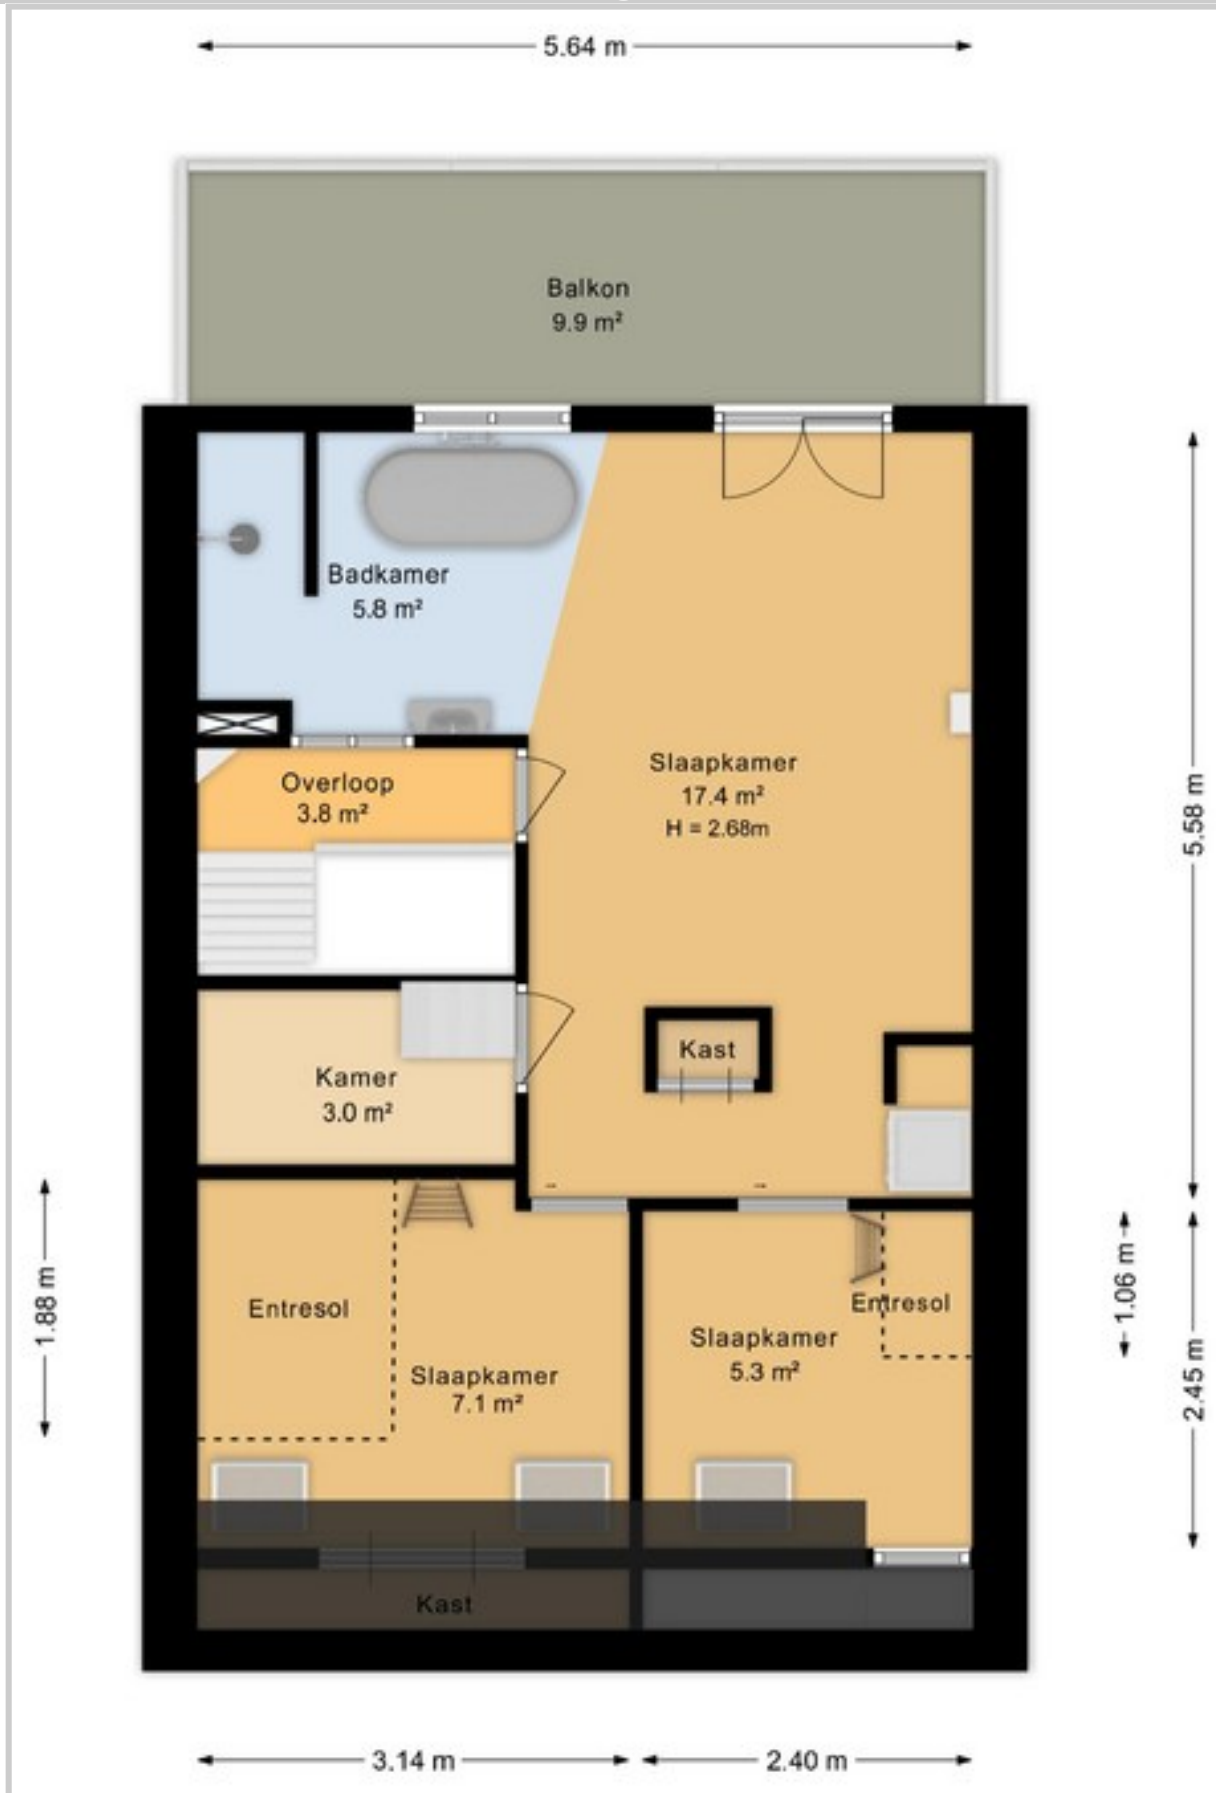 5.64 m
Balkon
9.9 m²
Badkamer
5.8 m²
Slaapkamer
17.4 m²
H = 2.68m
Overloop
3.8 m²
5.58 m
Kast
Kamer
3.0 m²
1.88 m
1.06 m
2.45 m
Entresol
Entresol
Slaapkamer
5.3 m²
Slaapkamer
7.1 m²
Kast
3.14 m
2.40 m